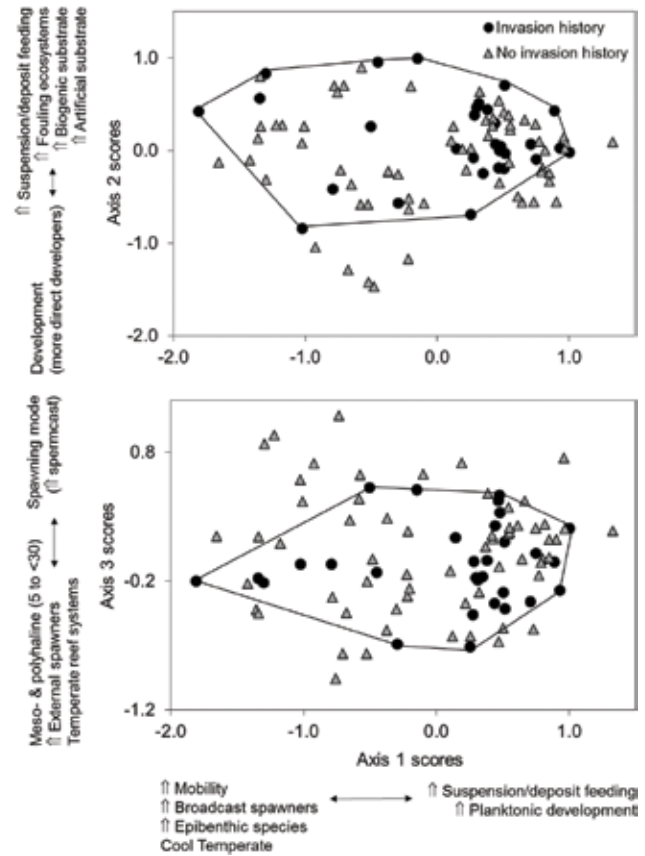 Invasion history
No invasion history
⇑ Suspension/deposit feeding
⇑ Fouling ecosystems
⇑ Biogenic substrate
⇑ Artificial substrate
Development
(more direct developers)
Axis 2 scores
1.0
0.0
-1.0
-2.0
-2.0
-1.0
0.0
1.0
Spawning mode
(⇑ spermcast)
Meso- & polyhaline (5 to <30)
⇑ External spawners
Temperate reef systems
Axis 3 scores
0.8
-0.2
-1.2
-2.0
-1.0
0.0
1.0
Axis 1 scores
⇑ Mobility
⇑ Broadcast spawners
⇑ Epibenthic species
Cool Temperate
⇑ Suspension/deposit feeding
⇑ Planktonic development